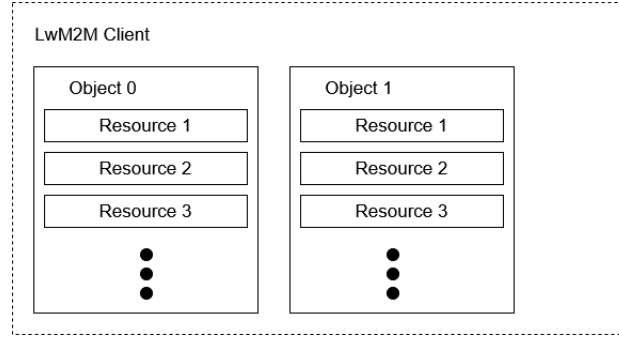 LwM2M Client
Object 0
Resource 1
Resource 2
Resource 3
Object 1
Resource 1
Resource 2
Resource 3